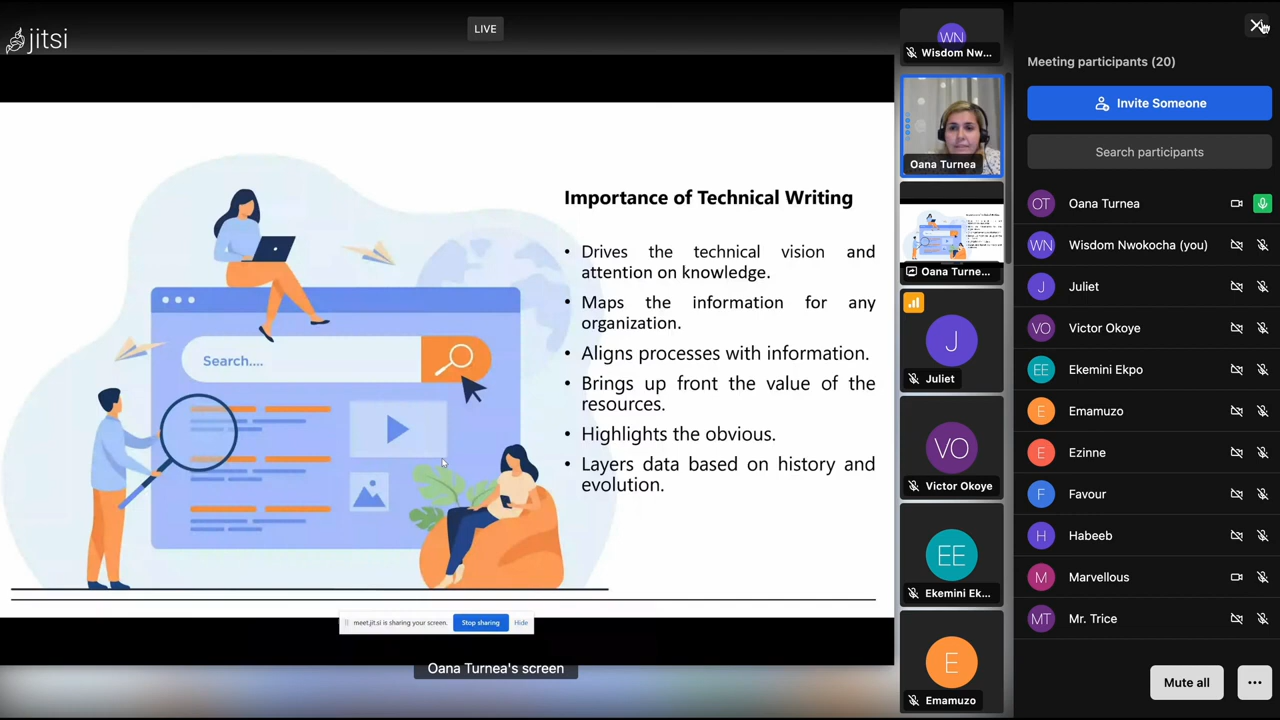 jitsi
LIVE
Importance of Technical Writing
• Drives the technical vision and
attention on knowledge.
• Maps the information for any
organization.
• Aligns processes with information.
• Brings up front the value of the
resources.
• Highlights the obvious.
• Layers data based on history and
evolution.
Search....
meet.jit.si is sharing your screen.
Stop sharing
Hide
Oana Turnea's screen
WN
Wisdom Nw...
Oana Turnea
Oana Turne...
J
Juliet
VO
Victor Okoye
EE
Ekemini Ek...
E
Emamuzo
Meeting participants (20)
Invite Someone
Search participants
OT Oana Turnea
WN Wisdom Nwokocha (you)
J Juliet
VO Victor Okoye
EE Ekemini Ekpo
E Emamuzo
E Ezinne
F Favour
H Habeeb
M Marvellous
MT Mr. Trice
Mute all